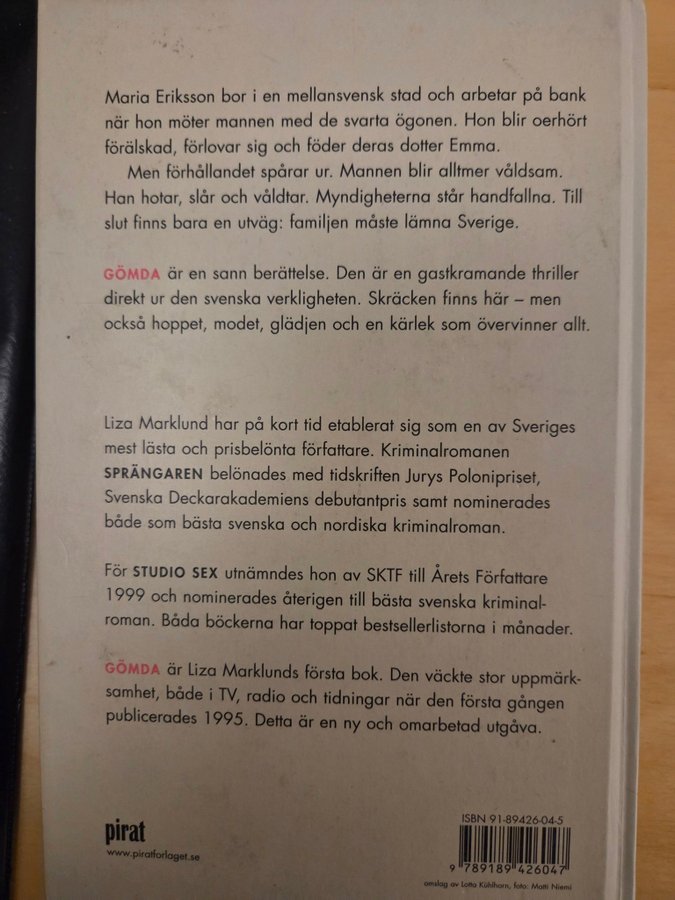 Maria Eriksson bor i en mellansvensk stad och arbetar på bank
när hon möter mannen med de svarta ögonen. Hon blir oerhört
förälskad, förlovar sig och föder deras dotter Emma.
Men förhållandet spårar ur. Mannen blir alltmer våldsam.
Han hotar, slår och våldtar. Myndigheterna står handfallna. Till
slut finns bara en utväg: familjen måste lämna Sverige.
GÖMDA är en sann berättelse. Den är en gastkramande thriller
direkt ur den svenska verkligheten. Skräcken finns här – men
också hoppet, modet, glädjen och en kärlek som övervinner allt.
Liza Marklund har på kort tid etablerat sig som en av Sveriges
mest lästa och prisbelönta författare. Kriminalromanen
SPRÄNGAREN belönades med tidskriften Jurys Polonipriset,
Svenska Deckarakademiens debutantpris samt nominerades
både som bästa svenska och nordiska kriminalroman.
För STUDIO SEX utnämndes hon av SKTF till Årets Författare
1999 och nominerades återigen till bästa svenska kriminal-
roman. Båda böckerna har toppat bestsellerlistorna i månader.
GÖMDA är Liza Marklunds första bok. Den väckte stor uppmärk-
samhet, både i TV, radio och tidningar när den första gången
publicerades 1995. Detta är en ny och omarbetad utgåva.
pirat
www.piratforlaget.se
ISBN 91-89426-04-5
9 789189 426047
omslag av Lotta Kühlhorn, foto: Matti Niemi